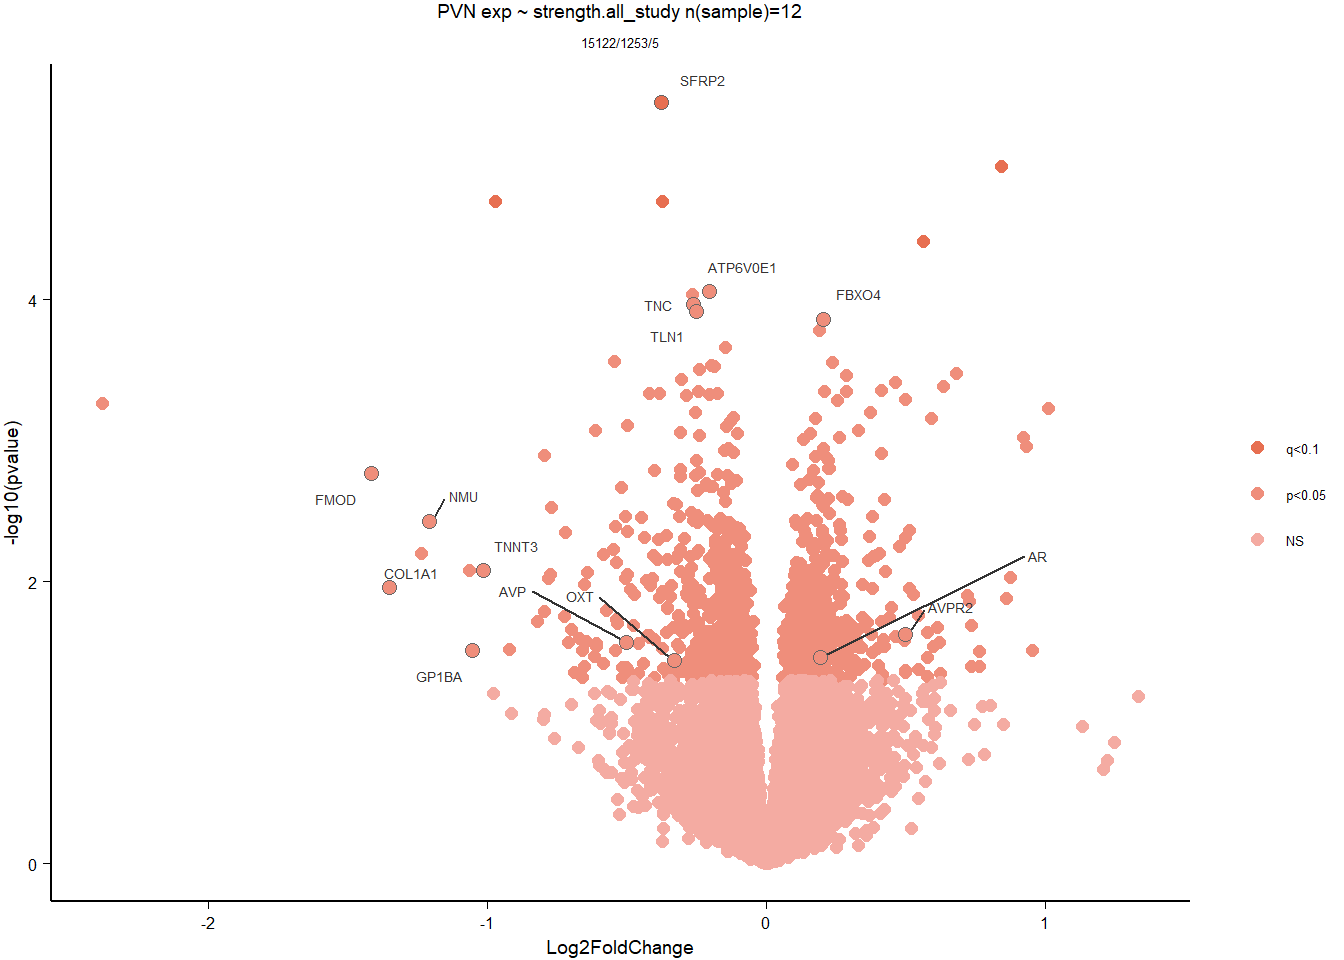 PVN exp ~ strength.all_study n(sample)=12
15122/1253/5
SFRP2
ATP6V0E1
TNC
FBXO4
TLN1
4
-log10(pvalue)
q<0.1
p<0.05
NS
FMOD
NMU
TNNT3
AR
COL1A1
2
AVP
OXT
AVPR2
GP1BA
0
-2
-1
0
1
Log2FoldChange